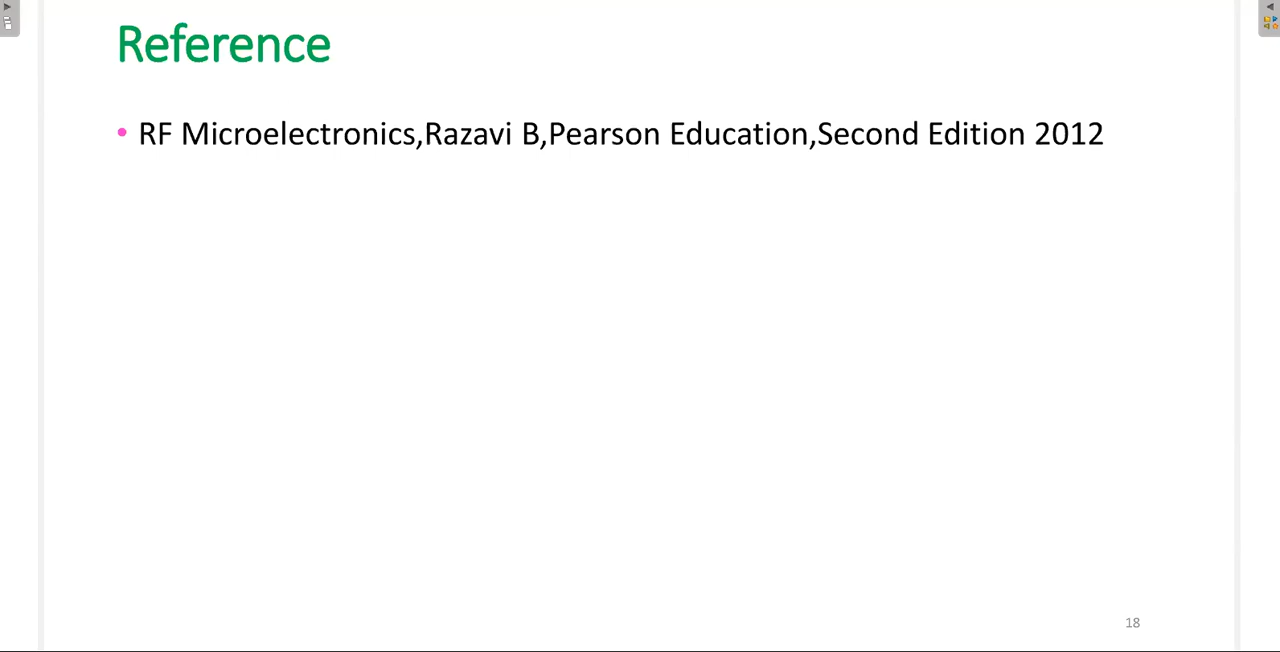 Reference
• RF Microelectronics,Razavi B,Pearson Education,Second Edition 2012
18